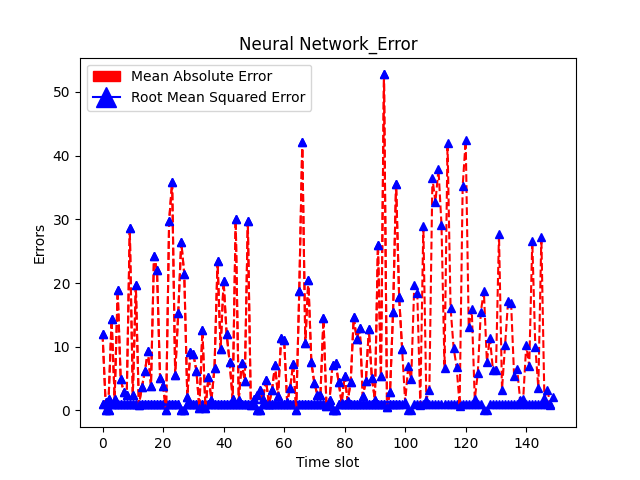 Neural Network_Error
Mean Absolute Error
Root Mean Squared Error
Errors
50
40
30
20
10
0
0 20 40 60 80 100 120 140
Time slot